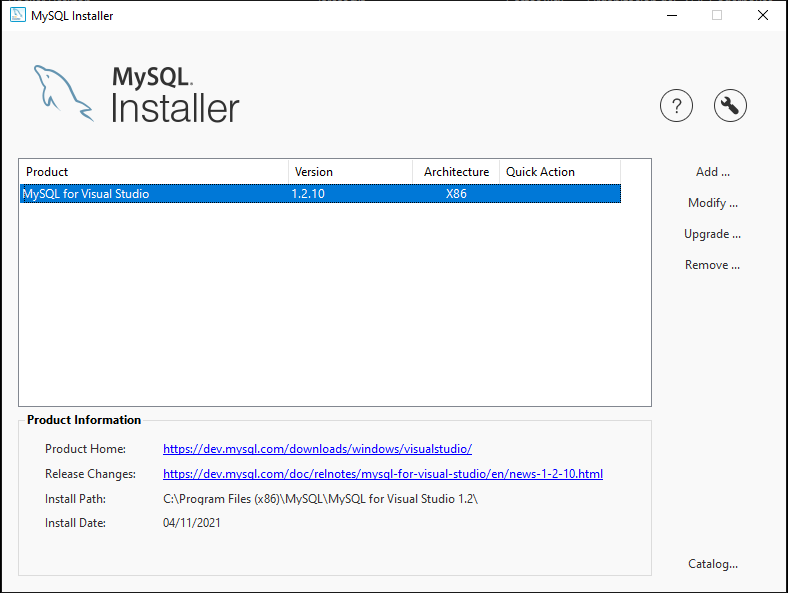 MySQL Installer
MySQL.
Installer
?
Product Version Architecture Quick Action
MySQL for Visual Studio 1.2.10 X86
Add ...
Modify ...
Upgrade ...
Remove ...
Product Information
Product Home: https://dev.mysql.com/downloads/windows/visualstudio/
Release Changes: https://dev.mysql.com/doc/relnotes/mysql-for-visual-studio/en/news-1-2-10.html
Install Path: C:\Program Files (x86)\MySQL\MySQL for Visual Studio 1.2\
Install Date: 04/11/2021
Catalog...